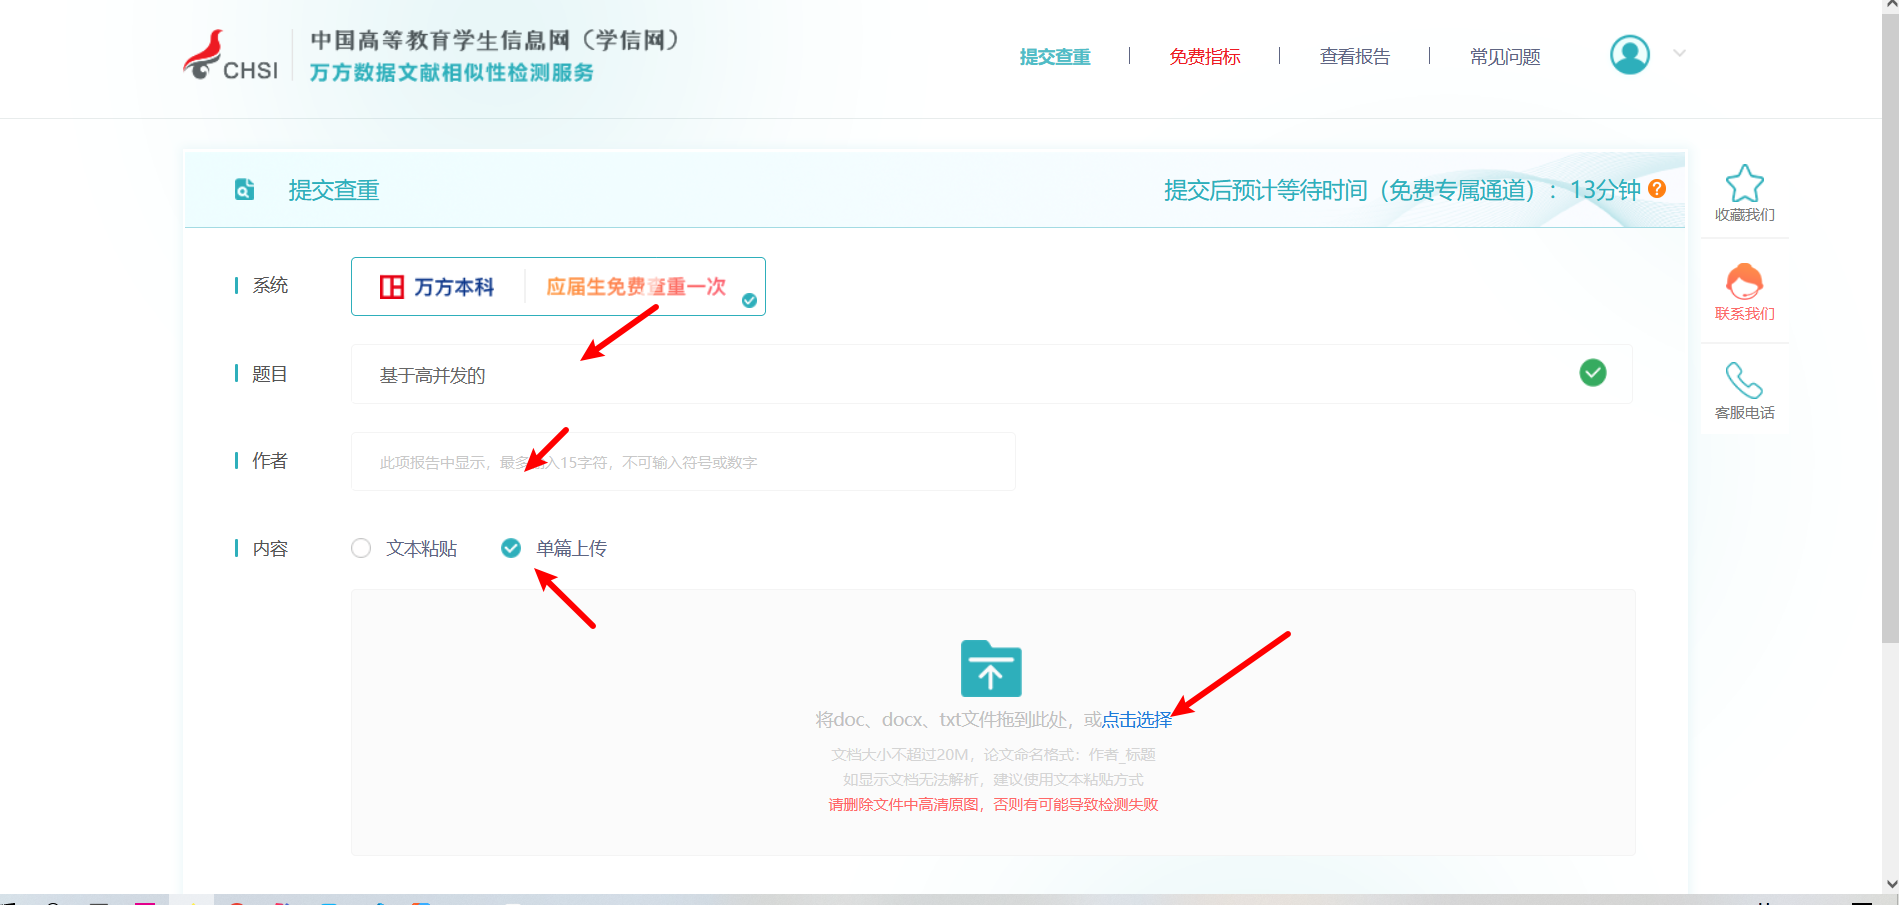 CHSI
中国高等教育学生信息网（学信网）
万方数据文献相似性检测服务
提交查重
免费指标
查看报告
常见问题
提交查重
提交后预计等待时间（免费专属通道）：13分钟
?
收藏我们
联系我们
客服电话
系统
万方本科
应届生免费查重一次
题目
基于高并发的
作者
此项报告中显示，最多输入15字符，不可输入符号或数字
内容
文本粘贴
单篇上传
将doc、docx、txt文件拖到此处，或点击选择
文档大小不超过20M，论文命名格式：作者_标题
如显示文档无法解析，建议使用文本粘贴方式
请删除文件中高清原图，否则有可能导致检测失败